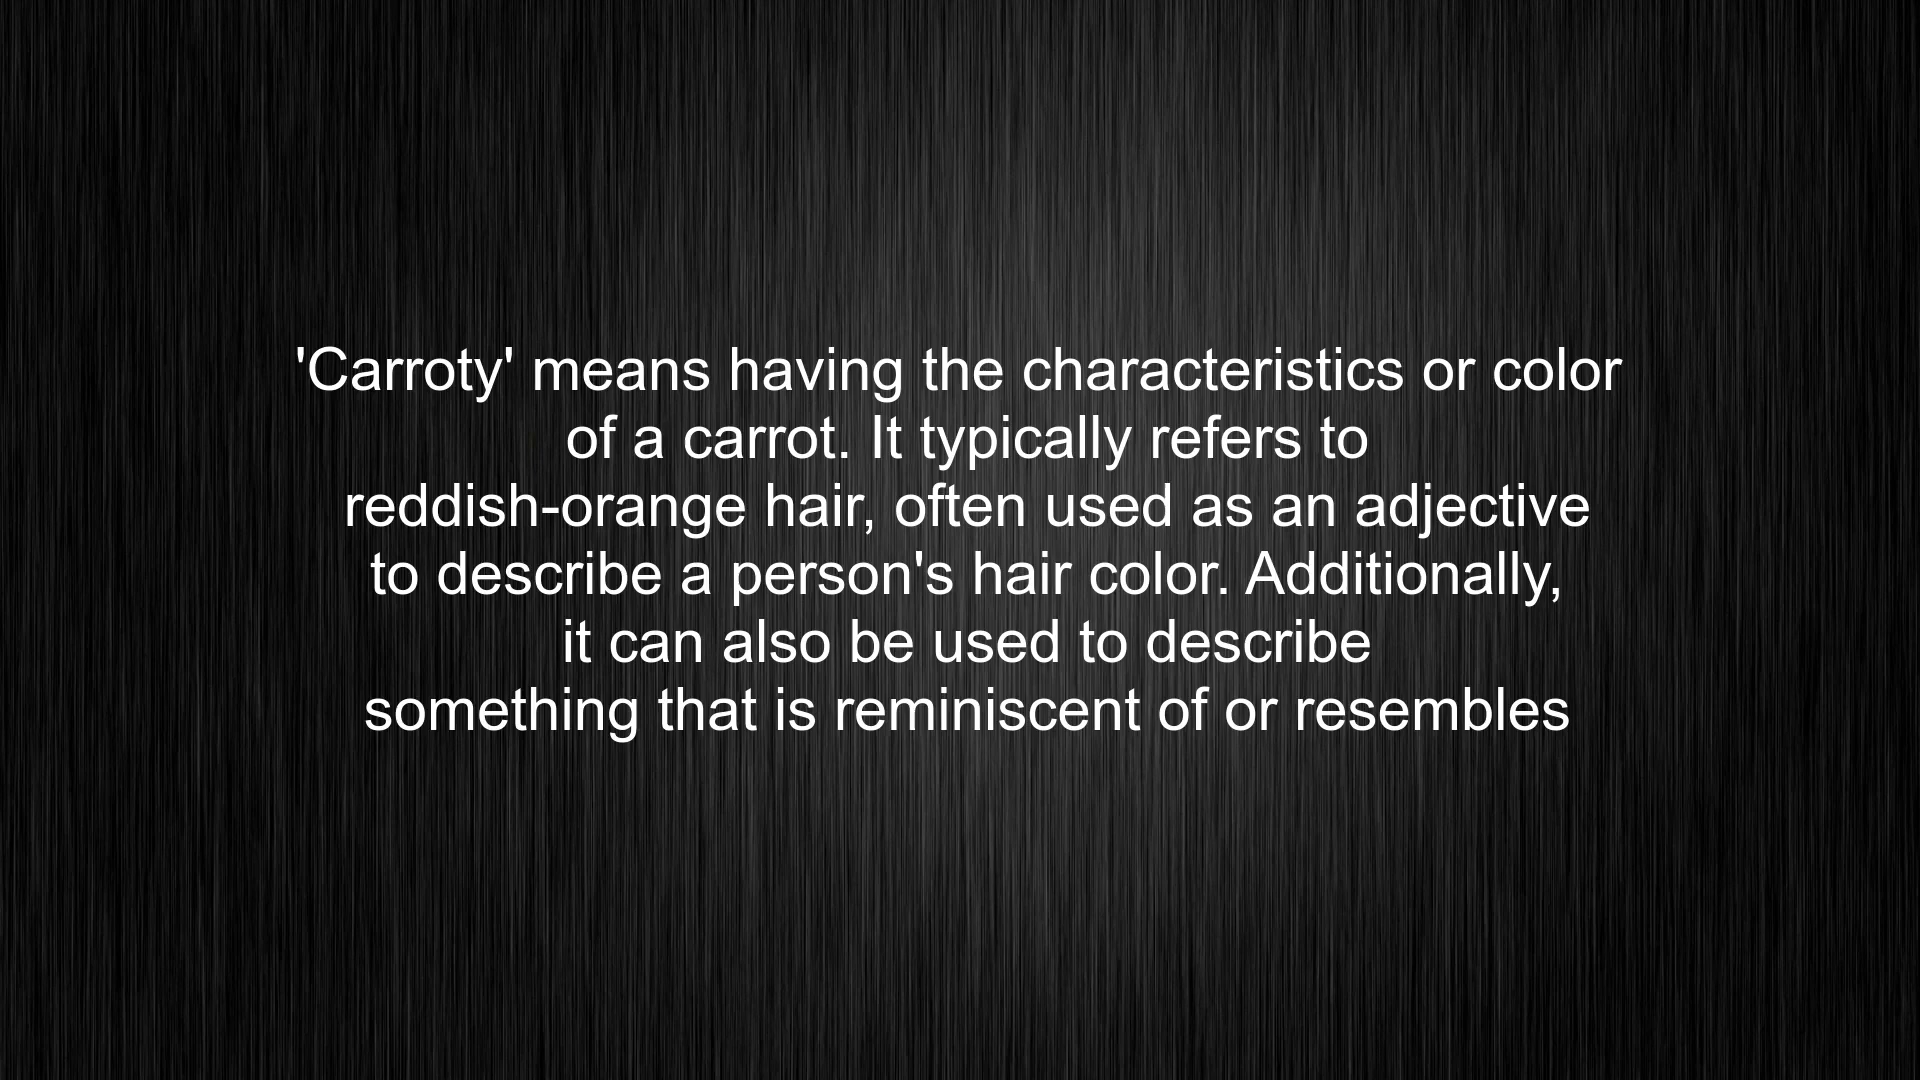 'Carroty' means having the characteristics or color
of a carrot. It typically refers to
reddish-orange hair, often used as an adjective
to describe a person's hair color. Additionally,
it can also be used to describe
something that is reminiscent of or resembles